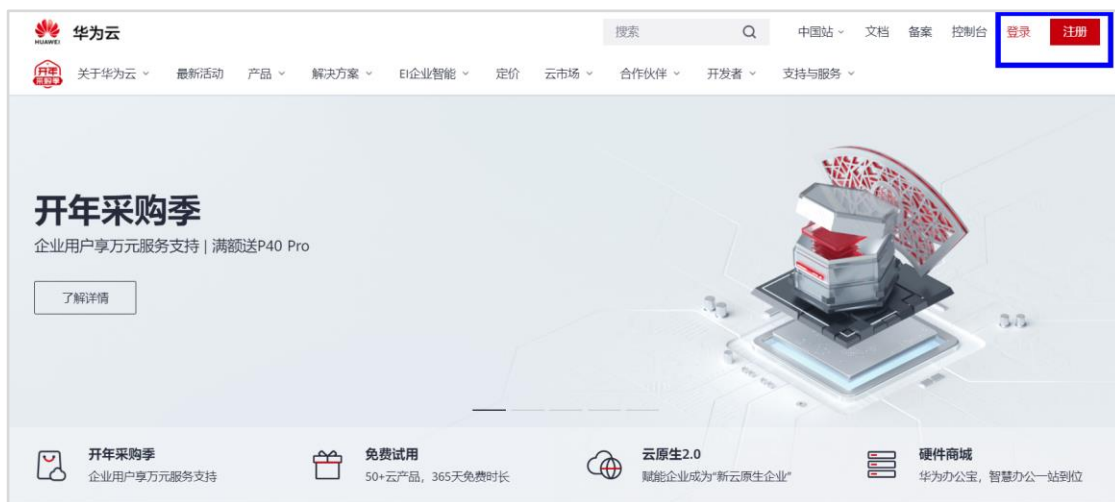 HUAWEI 华为云 搜索 中国站 文档 备案 控制台 登录 注册
开年采购季 关于华为云 最新活动 产品 解决方案 EI企业智能 定价 云市场 合作伙伴 开发者 支持与服务
开年采购季
企业用户享万元服务支持 | 满额送P40 Pro
了解详情
开年采购季
企业用户享万元服务支持
免费试用
50+云产品，365天免费时长
云原生2.0
赋能企业成为“新云原生企业”
硬件商城
华为办公宝，智慧办公一站到位